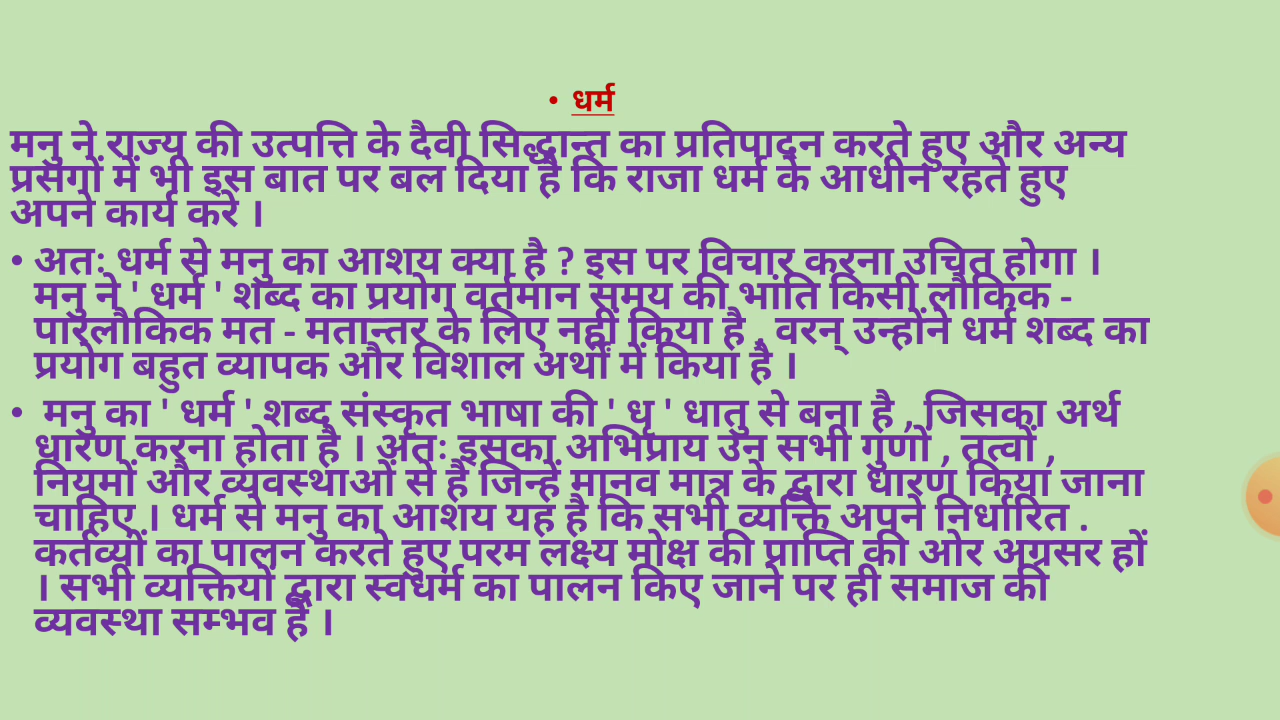 • धर्म
मनु ने राज्य की उत्पत्ति के दैवी सिद्धान्त का प्रतिपादन करते हुए और अन्य
प्रसंगों में भी इस बात पर बल दिया है कि राजा धर्म के आधीन रहते हुए
अपने कार्य करे ।
• अतः धर्म से मनु का आशय क्या है ? इस पर विचार करना उचित होगा ।
मनु ने ' धर्म ' शब्द का प्रयोग वर्तमान समय की भांति किसी लौकिक -
पारलौकिक मत - मतान्तर के लिए नहीं किया है , वरन् उन्होंने धर्म शब्द का
प्रयोग बहुत व्यापक और विशाल अर्थों में किया है ।
• मनु का ' धर्म ' शब्द संस्कृत भाषा की ' धृ ' धातु से बना है , जिसका अर्थ
धारण करना होता है । अतः इसका अभिप्राय उन सभी गुणों , तत्वों ,
नियमों और व्यवस्थाओं से है जिन्हें मानव मात्र के द्वारा धारण किया जाना
चाहिए । धर्म से मनु का आशय यह है कि सभी व्यक्ति अपने निर्धारित .
कर्तव्यों का पालन करते हुए परम लक्ष्य मोक्ष की प्राप्ति की ओर अग्रसर हों
। सभी व्यक्तियों द्वारा स्वधर्म का पालन किए जाने पर ही समाज की
व्यवस्था सम्भव है ।